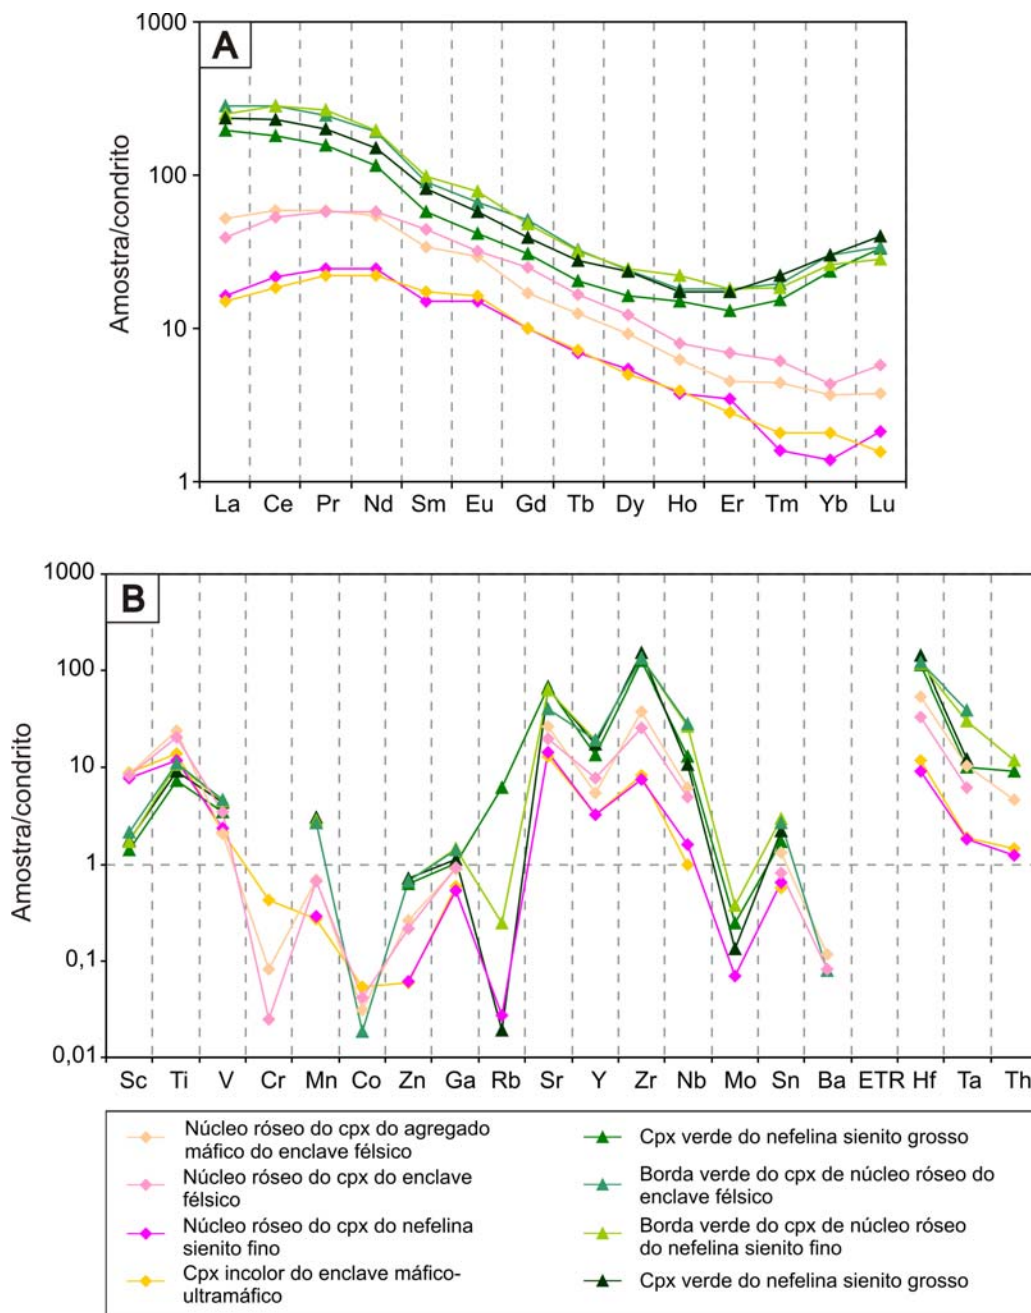 A
1000
100
10
1
Amostra/condrito
La Ce Pr Nd Sm Eu Gd Tb Dy Ho Er Tm Yb Lu
B
1000
100
10
1
0,1
0,01
Amostra/condrito
Sc Ti V Cr Mn Co Zn Ga Rb Sr Y Zr Nb Mo Sn Ba ETR Hf Ta Th
Núcleo róseo do cpx do agregado
máfico do enclave félsico
Núcleo róseo do cpx do enclave
félsico
Núcleo róseo do cpx do nefelina
sienito fino
Cpx incolor do enclave máfico-
ultramáfico
Cpx verde do nefelina sienito grosso
Borda verde do cpx de núcleo róseo do
enclave félsico
Borda verde do cpx de núcleo róseo
do nefelina sienito fino
Cpx verde do nefelina sienito grosso